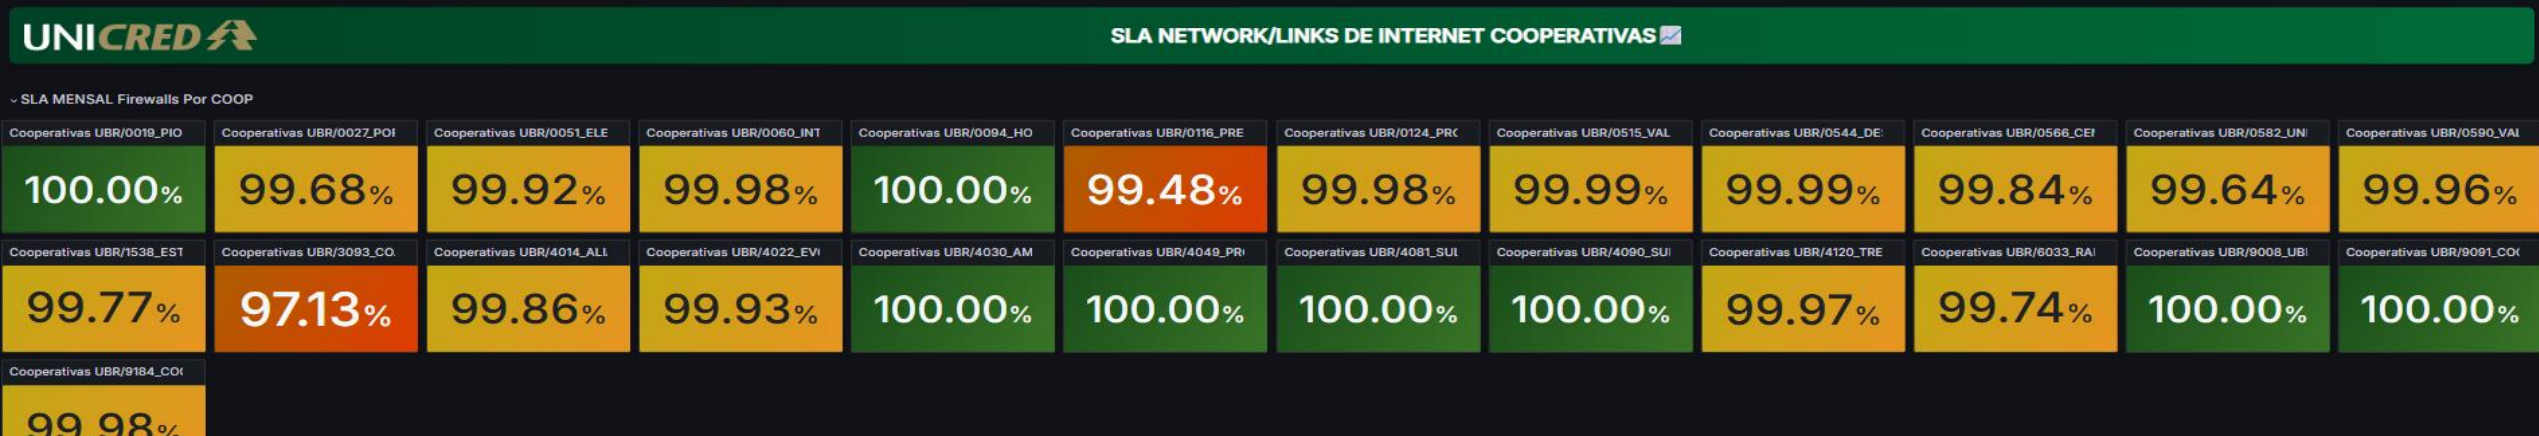 UNICRED
SLA NETWORK/LINKS DE INTERNET COOPERATIVAS
SLA MENSAL Firewalls Por COOP
Cooperativas UBR/0019_PIO
100.00%
Cooperativas UBR/0027_POF
99.68%
Cooperativas UBR/0051_ELE
99.92%
Cooperativas UBR/0060_INT
99.98%
Cooperativas UBR/0094_HO
100.00%
Cooperativas UBR/0116_PRE
99.48%
Cooperativas UBR/0124_PRO
99.98%
Cooperativas UBR/0515_VAL
99.99%
Cooperativas UBR/0544_DE
99.99%
Cooperativas UBR/0566_CE
99.84%
Cooperativas UBR/0582_UN
99.64%
Cooperativas UBR/0590_VAL
99.96%
Cooperativas UBR/1538_EST
99.77%
Cooperativas UBR/3093_CO
97.13%
Cooperativas UBR/4014_ALL
99.86%
Cooperativas UBR/4022_EV
99.93%
Cooperativas UBR/4030_AM
100.00%
Cooperativas UBR/4049_PR
100.00%
Cooperativas UBR/4081_SUL
100.00%
Cooperativas UBR/4090_SU
100.00%
Cooperativas UBR/4120_TRE
99.97%
Cooperativas UBR/6033_RA
99.74%
Cooperativas UBR/9008_UB
100.00%
Cooperativas UBR/9091_CO
100.00%
Cooperativas UBR/9184_CO
99.98%